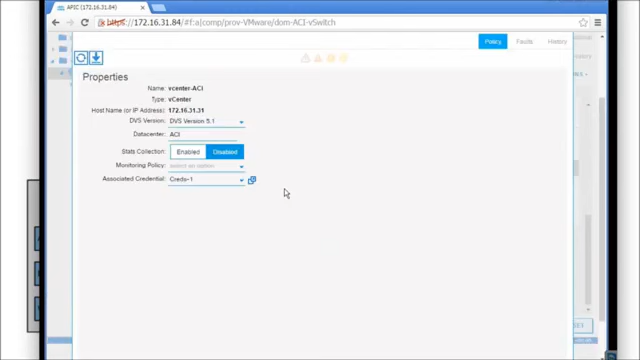 APIC (172.16.31.84)
https://172.16.31.84/#f:a|comp/prov-VMware/dom-ACI-vSwitch
Policy
Faults
History
Properties
Name: vcenter-ACI
Type: vCenter
Host Name (or IP Address): 172.16.31.31
DVS Version: DVS Version 5.1
Datacenter: ACI
Stats Collection: Enabled Disabled
Monitoring Policy: select an option
Associated Credential: Creds-1